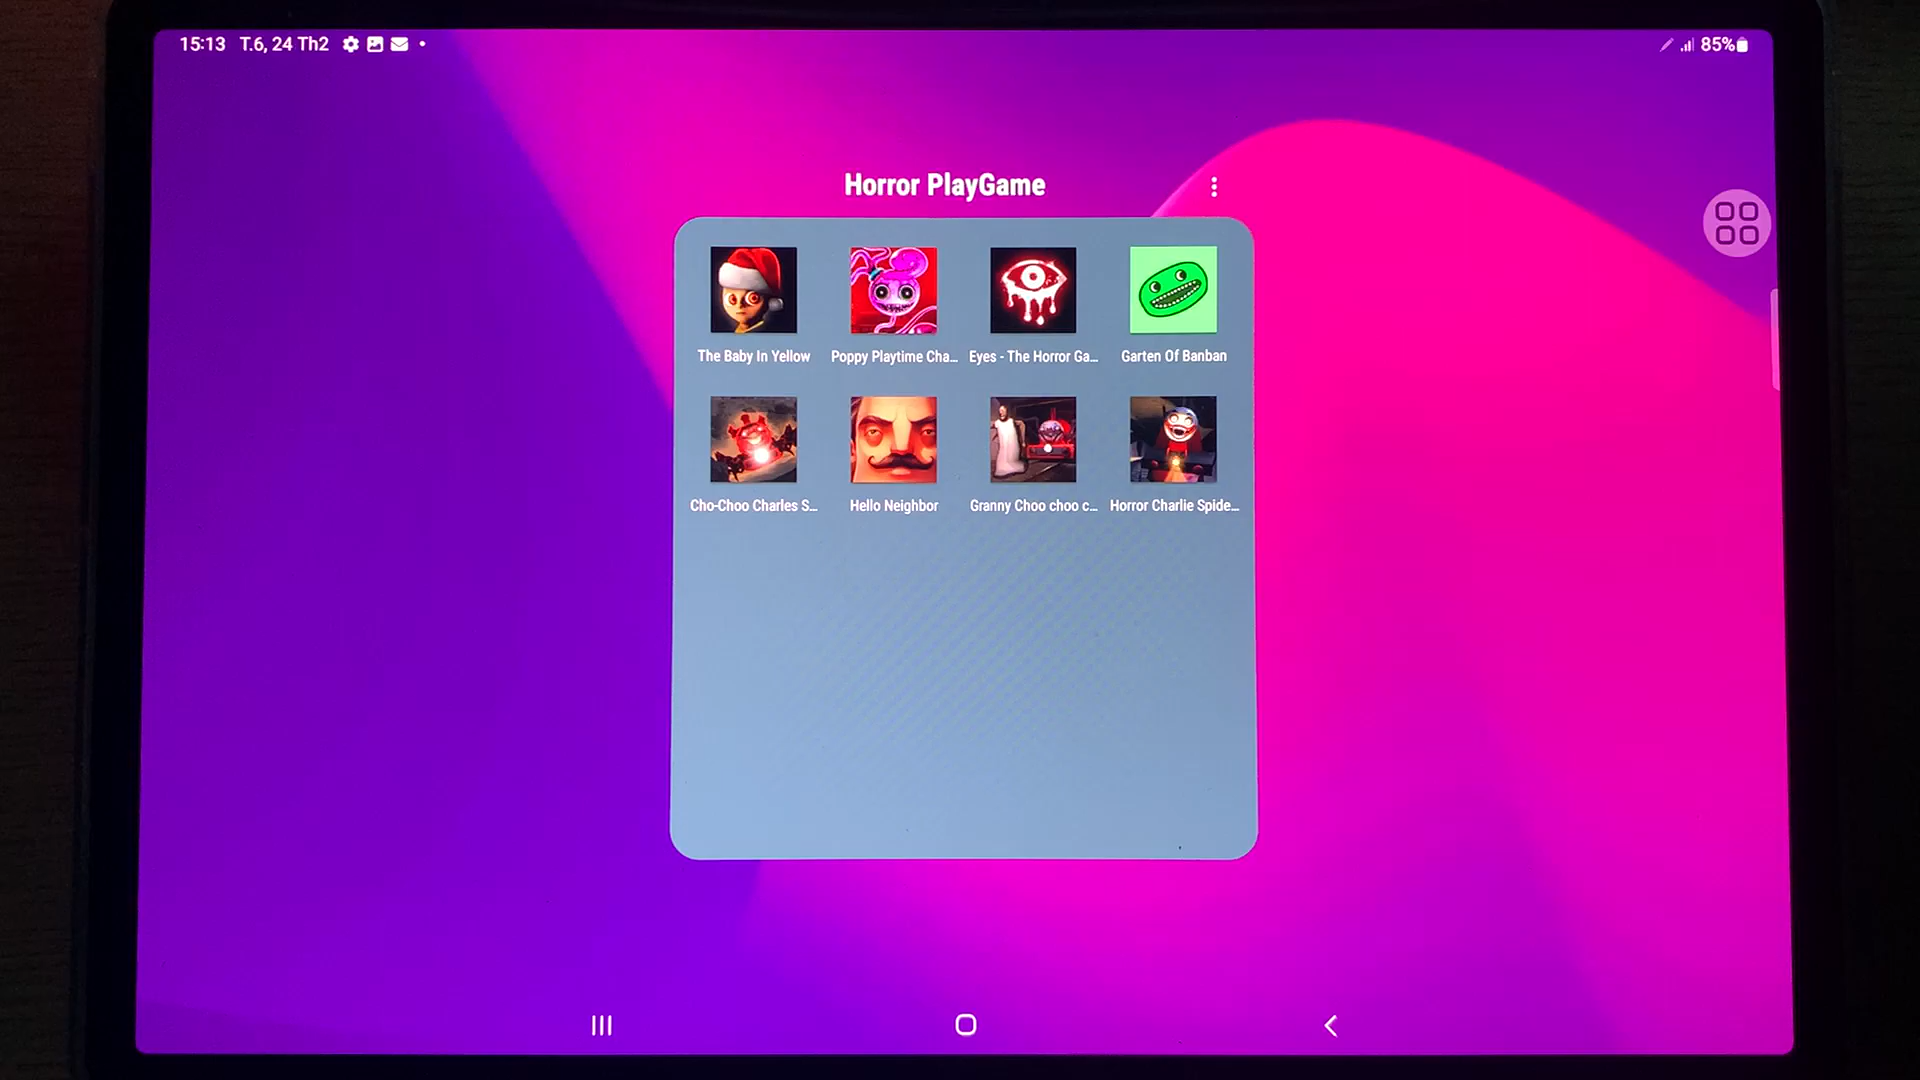 15:13 T.6, 24 Th2
85%
Horror PlayGame
The Baby In Yellow
Poppy Playtime Cha...
Eyes - The Horror Ga...
Garten Of Banban
Cho-Choo Charles S...
Hello Neighbor
Granny Choo choo c...
Horror Charlie Spide...